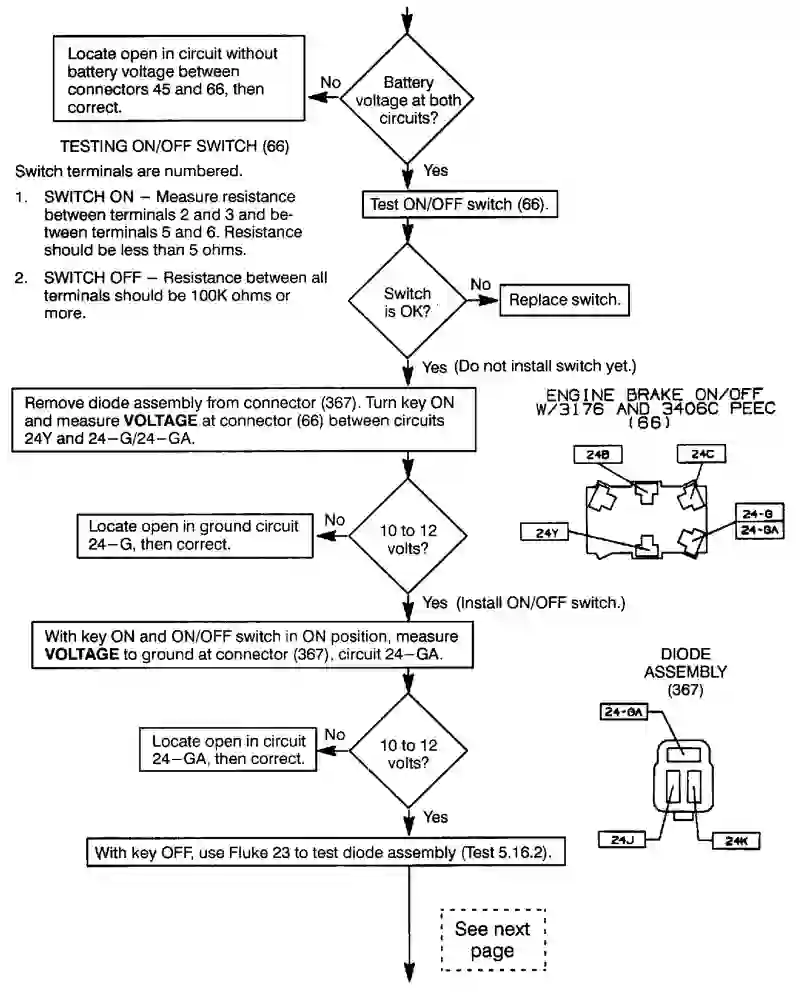 Locate open in circuit without
battery voltage between
connectors 45 and 66, then
correct.
No
Battery
voltage at both
circuits?
TESTING ON/OFF SWITCH (66)
Switch terminals are numbered.
1. SWITCH ON – Measure resistance
between terminals 2 and 3 and be-
tween terminals 5 and 6. Resistance
should be less than 5 ohms.
2. SWITCH OFF – Resistance between all
terminals should be 100K ohms or
more.
Yes
Test ON/OFF switch (66).
Switch
is OK?
No
Replace switch.
Yes (Do not install switch yet.)
Remove diode assembly from connector (367). Turn key ON
and measure VOLTAGE at connector (66) between circuits
24Y and 24–G/24–GA.
ENGINE BRAKE ON/OFF
W/3176 AND 3406C PEEC
(66)
24B
24C
24-G
24-GA
24Y
Locate open in ground circuit
24–G, then correct.
No
10 to 12
volts?
Yes (Install ON/OFF switch.)
With key ON and ON/OFF switch in ON position, measure
VOLTAGE to ground at connector (367), circuit 24–GA.
DIODE
ASSEMBLY
(367)
24-GA
24J
24K
Locate open in circuit
24–GA, then correct.
No
10 to 12
volts?
Yes
With key OFF, use Fluke 23 to test diode assembly (Test 5.16.2).
See next
page